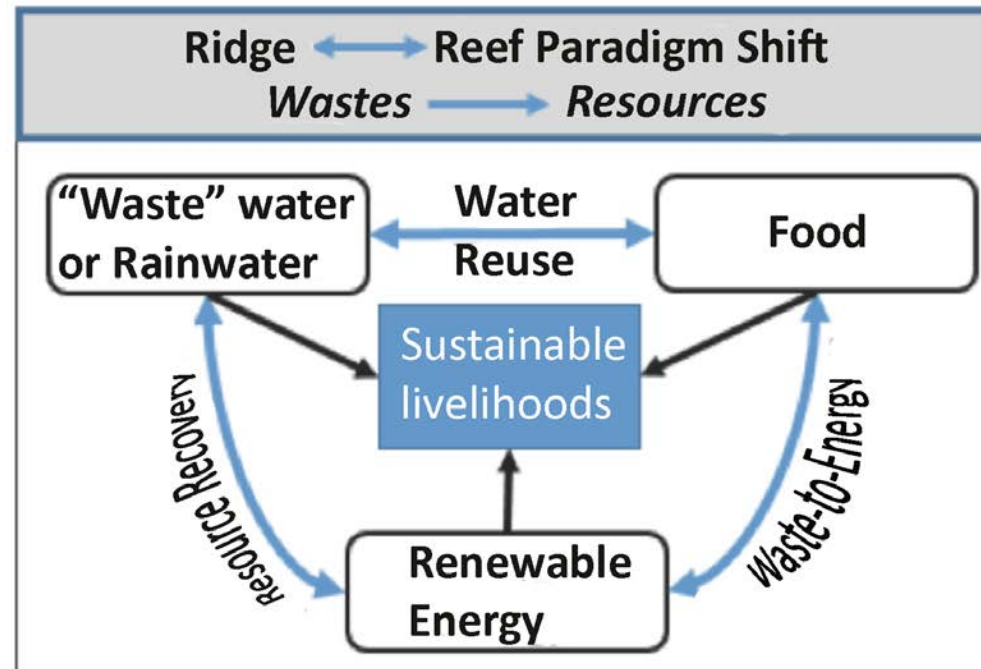 Ridge Reef Paradigm Shift
Wastes Resources
“Waste” water
or Rainwater
Water
Reuse
Food
Sustainable
livelihoods
Resource Recovery
Waste-to-Energy
Renewable
Energy